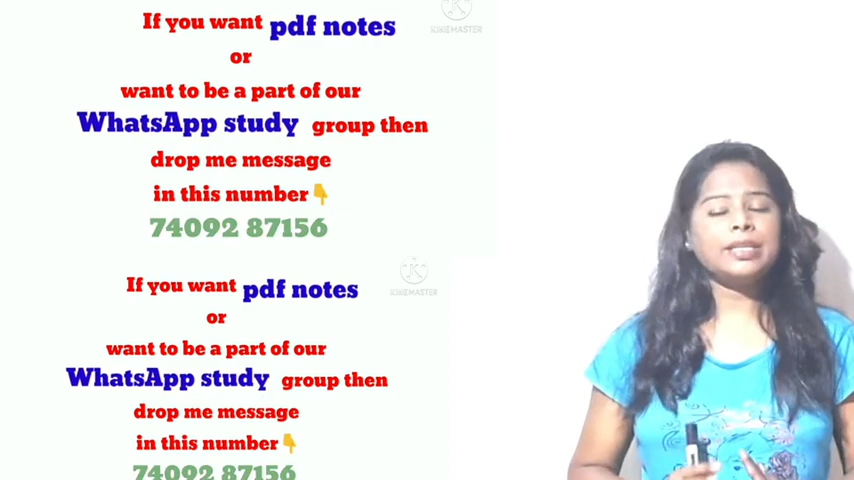 If you want pdf notes
KINEMASTER
or
want to be a part of our
WhatsApp study group then
drop me message
in this number👇
74092 87156
If you want pdf notes
KINEMASTER
or
want to be a part of our
WhatsApp study group then
drop me message
in this number👇
74092 87156